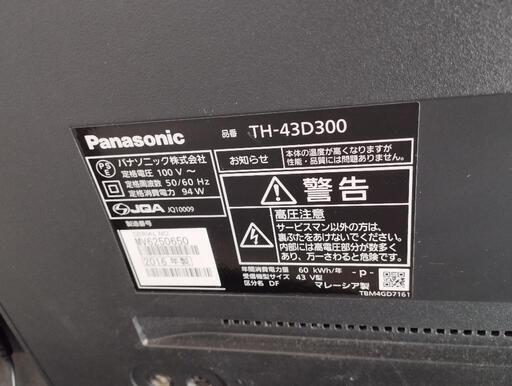 Panasonic
品番 TH-43D300
PSE
パナソニック株式会社
定格電圧 100 V ～
定格周波数 50/60 Hz
定格消費電力 94 W
JQA JQ10009
製造番号
SERIAL NO.
MV6250650
2016 年製
お知らせ
本体の温度が高くなりますが
性能・品質には問題ありません。
警告
高圧注意
サービスマン以外の方は、
裏ぶたをあけないでください。
内部には高電圧部分が数多く
あり、万一さわると危険です。
年間消費電力量 60 kWh/年
受信機型サイズ 43 V型
区分名 DF
-p-
マレーシア製
TBM4GD7161